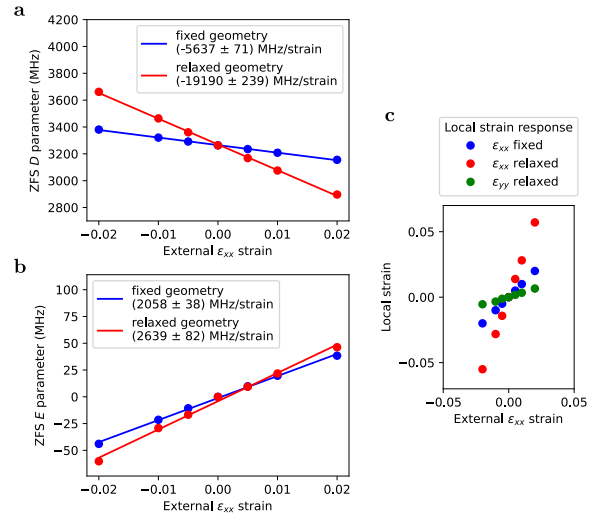 a
4200
4000
3800
3600
3400
3200
3000
2800
ZFS D parameter (MHz)
fixed geometry
(-5637 ± 71) MHz/strain
relaxed geometry
(-19190 ± 239) MHz/strain
−0.02
−0.01
0.00
0.01
0.02
External εxx strain
b
100
75
50
25
0
−25
−50
ZFS E parameter (MHz)
fixed geometry
(2058 ± 38) MHz/strain
relaxed geometry
(2639 ± 82) MHz/strain
−0.02
−0.01
0.00
0.01
0.02
External εxx strain
c
Local strain response
εxx fixed
εxx relaxed
εyy relaxed
0.05
0.00
−0.05
Local strain
−0.05
0.00
0.05
External εxx strain